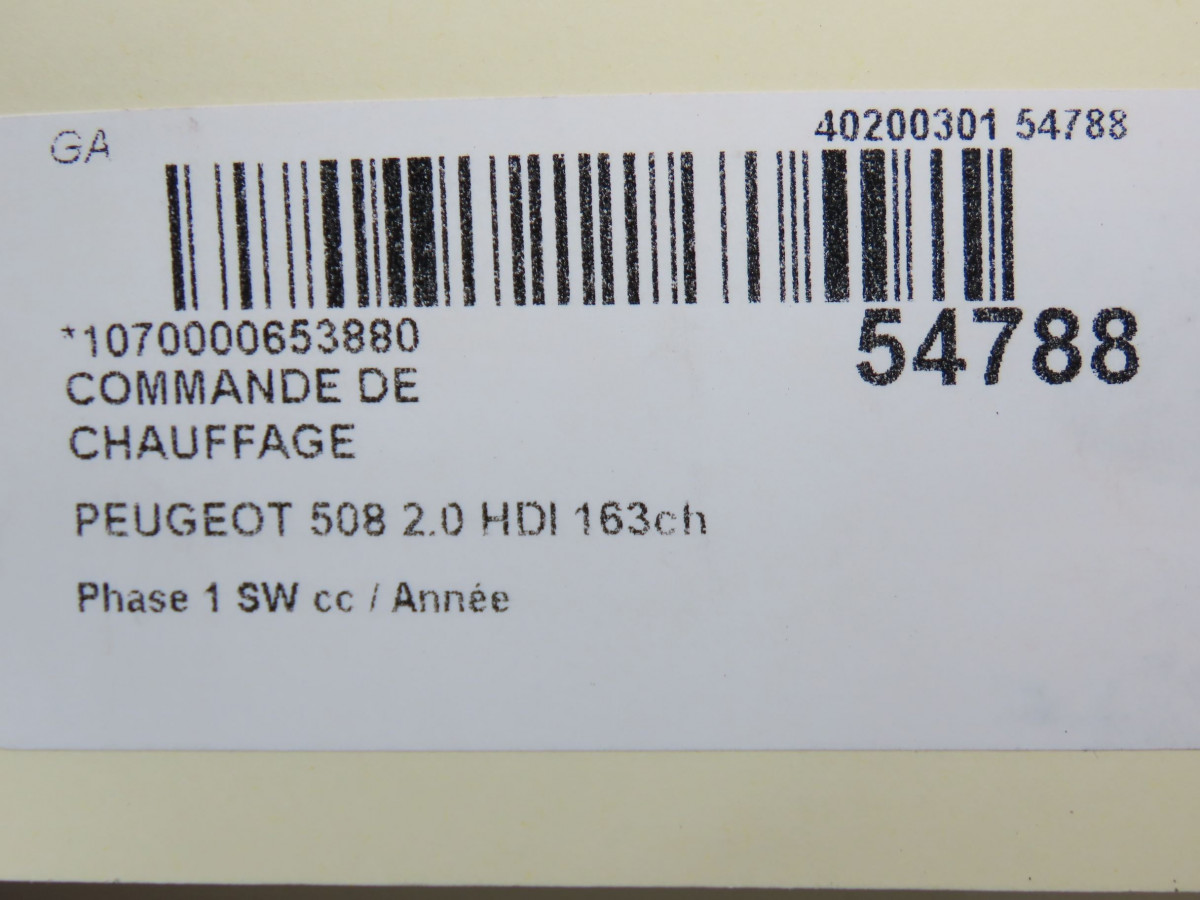 GA
40200301 54788
*1070000653880
54788
COMMANDE DE
CHAUFFAGE
PEUGEOT 508 2.0 HDI 163ch
Phase 1 SW cc / Année